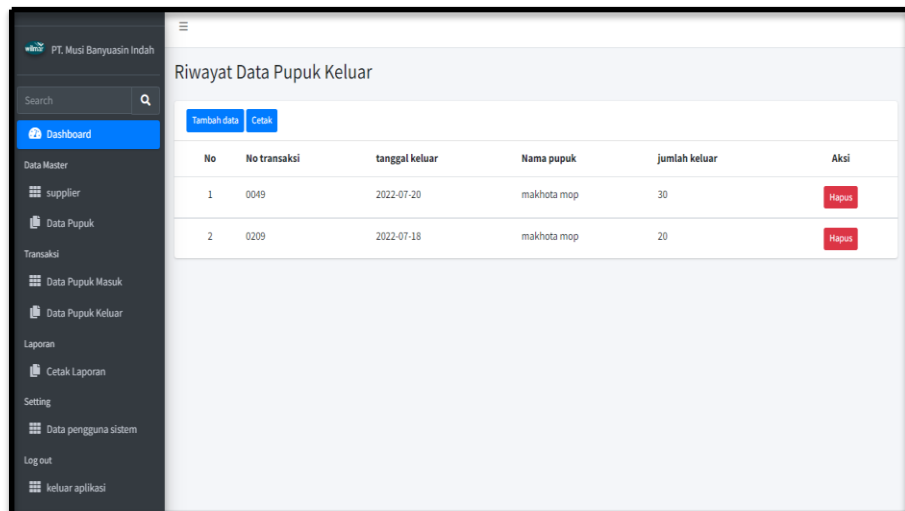 wilmar PT. Musi Banyuasin Indah
Search
Dashboard
Data Master
supplier
Data Pupuk
Transaksi
Data Pupuk Masuk
Data Pupuk Keluar
Laporan
Cetak Laporan
Setting
Data pengguna sistem
Log out
keluar aplikasi
Riwayat Data Pupuk Keluar
Tambah data Cetak
No No transaksi tanggal keluar Nama pupuk jumlah keluar Aksi
1 0049 2022-07-20 makhota mop 30 Hapus
2 0209 2022-07-18 makhota mop 20 Hapus